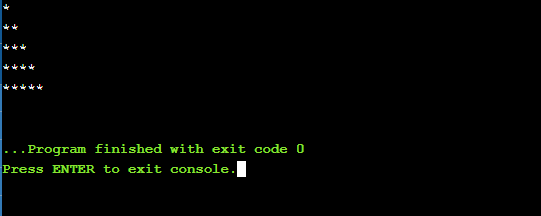 *
**
***
****
*****
...Program finished with exit code 0
Press ENTER to exit console.